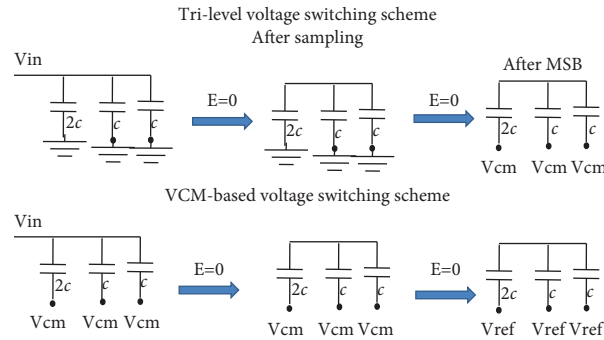 Tri-level voltage switching scheme
After sampling
Vin
After MSB
E=0
E=0
2c c c
2c c c
2c c c
Vcm Vcm Vcm
VCM-based voltage switching scheme
Vin
E=0
E=0
2c c c
2c c c
2c c c
Vcm Vcm Vcm
Vcm Vcm Vcm
Vref Vref Vref